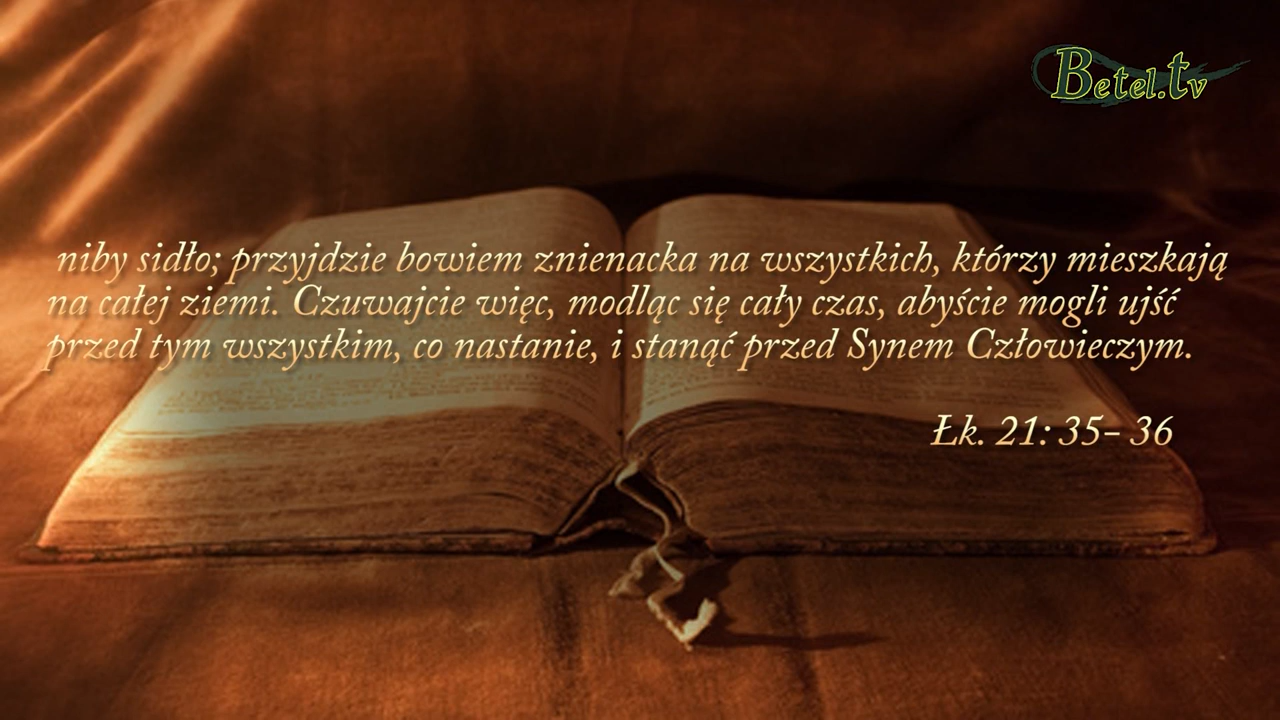 Betel.tv
niby sidło; przyjdzie bowiem znienacka na wszystkich, którzy mieszkają
na całej ziemi. Czuwajcie więc, modląc się cały czas, abyście mogli ujść
przed tym wszystkim, co nastanie, i stanąć przed Synem Człowieczym.
Łk. 21: 35- 36